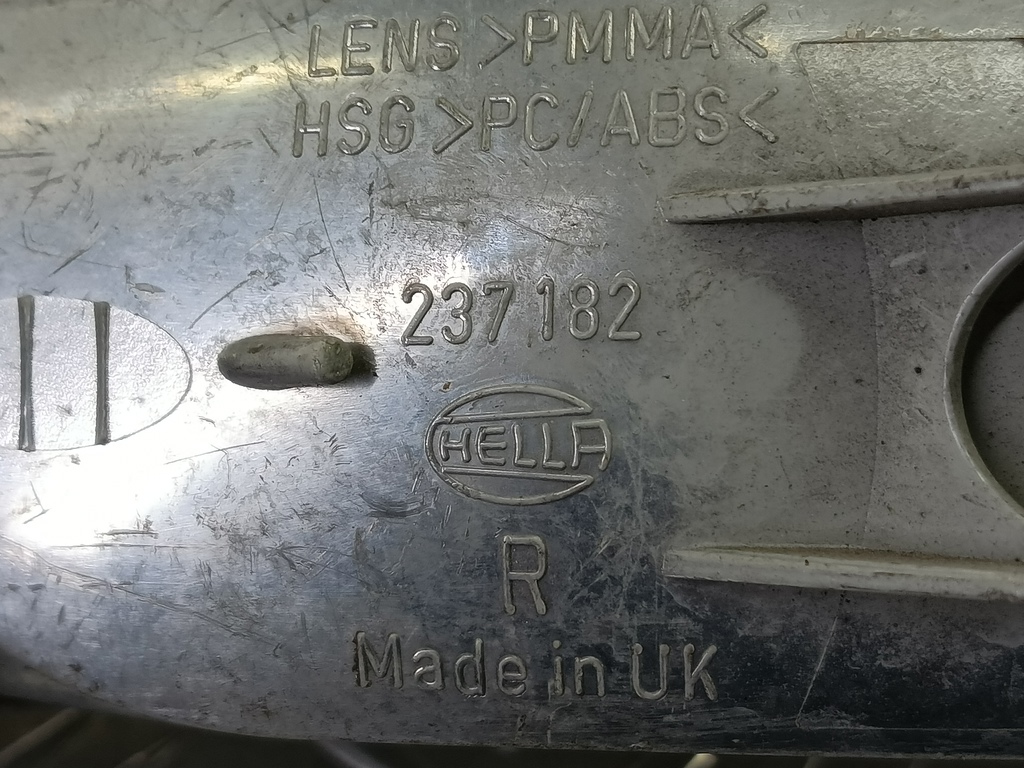 LENS >PMMA<
HSG >PC/ABS<
237 182
HELLA
R
Made in UK